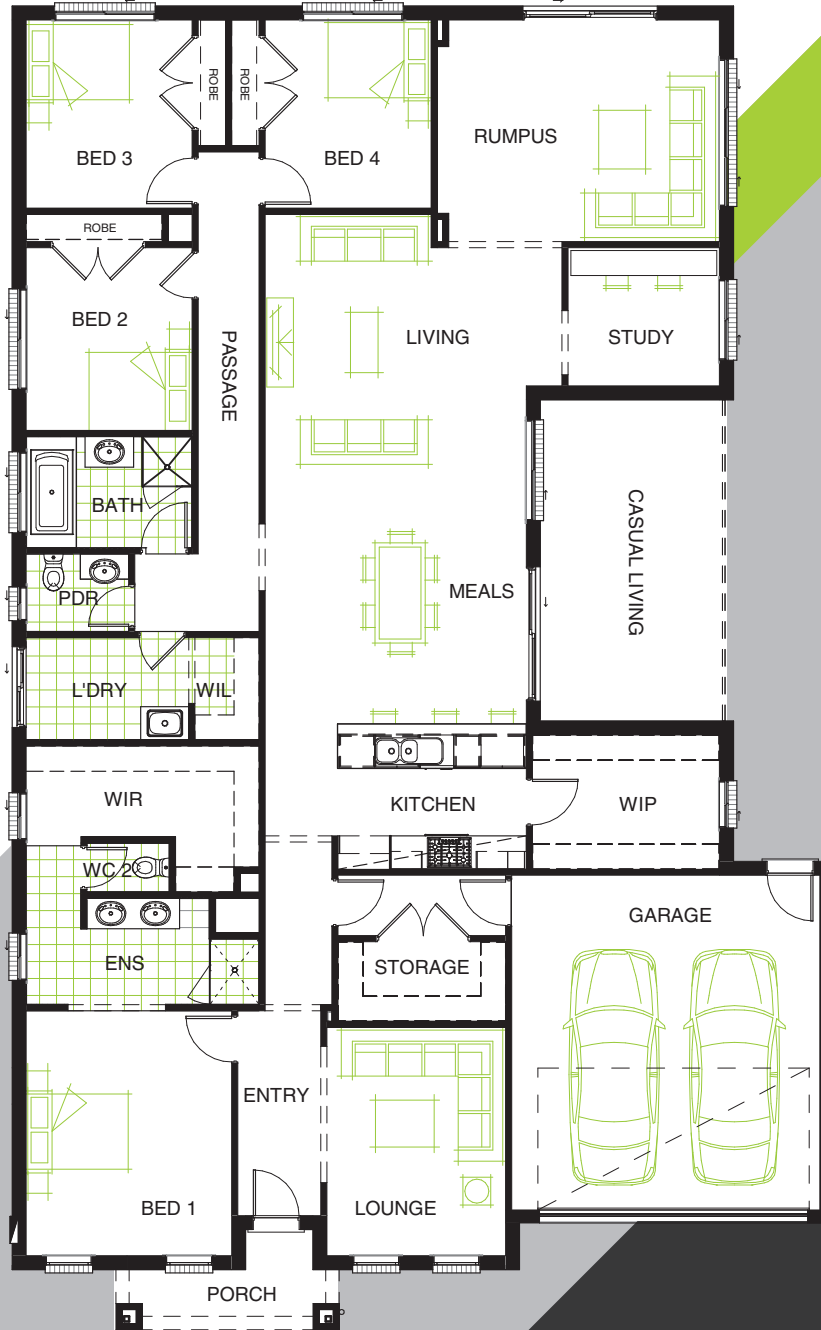 ROBE
ROBE
BED 3
BED 4
RUMPUS
ROBE
BED 2
PASSAGE
LIVING
STUDY
BATH
CASUAL LIVING
PDR
MEALS
L'DRY
WIL
WIR
KITCHEN
WIP
WC 2
GARAGE
ENS
STORAGE
ENTRY
BED 1
LOUNGE
PORCH